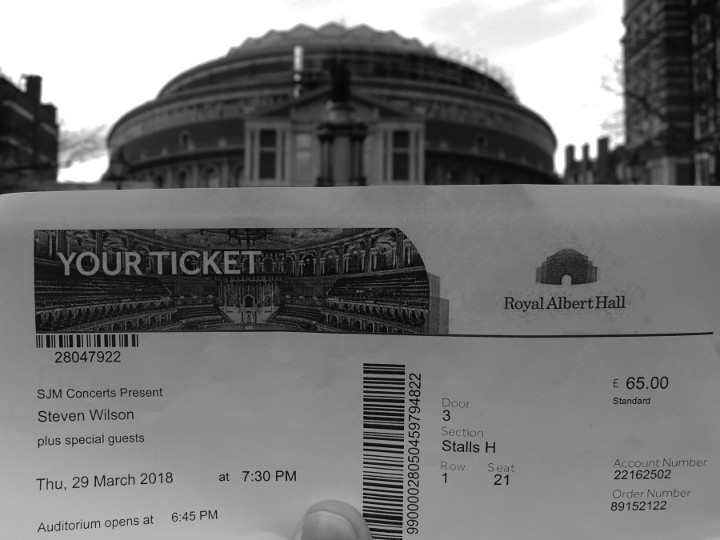 YOUR TICKET
Royal Albert Hall
28047922
SJM Concerts Present
Steven Wilson
plus special guests
Thu, 29 March 2018 at 7:30 PM
Auditorium opens at 6:45 PM
990000280504597​94822
Door
3
Section
Stalls H
Row Seat
1 21
£ 65.00
Standard
Account Number
22162502
Order Number
89152122